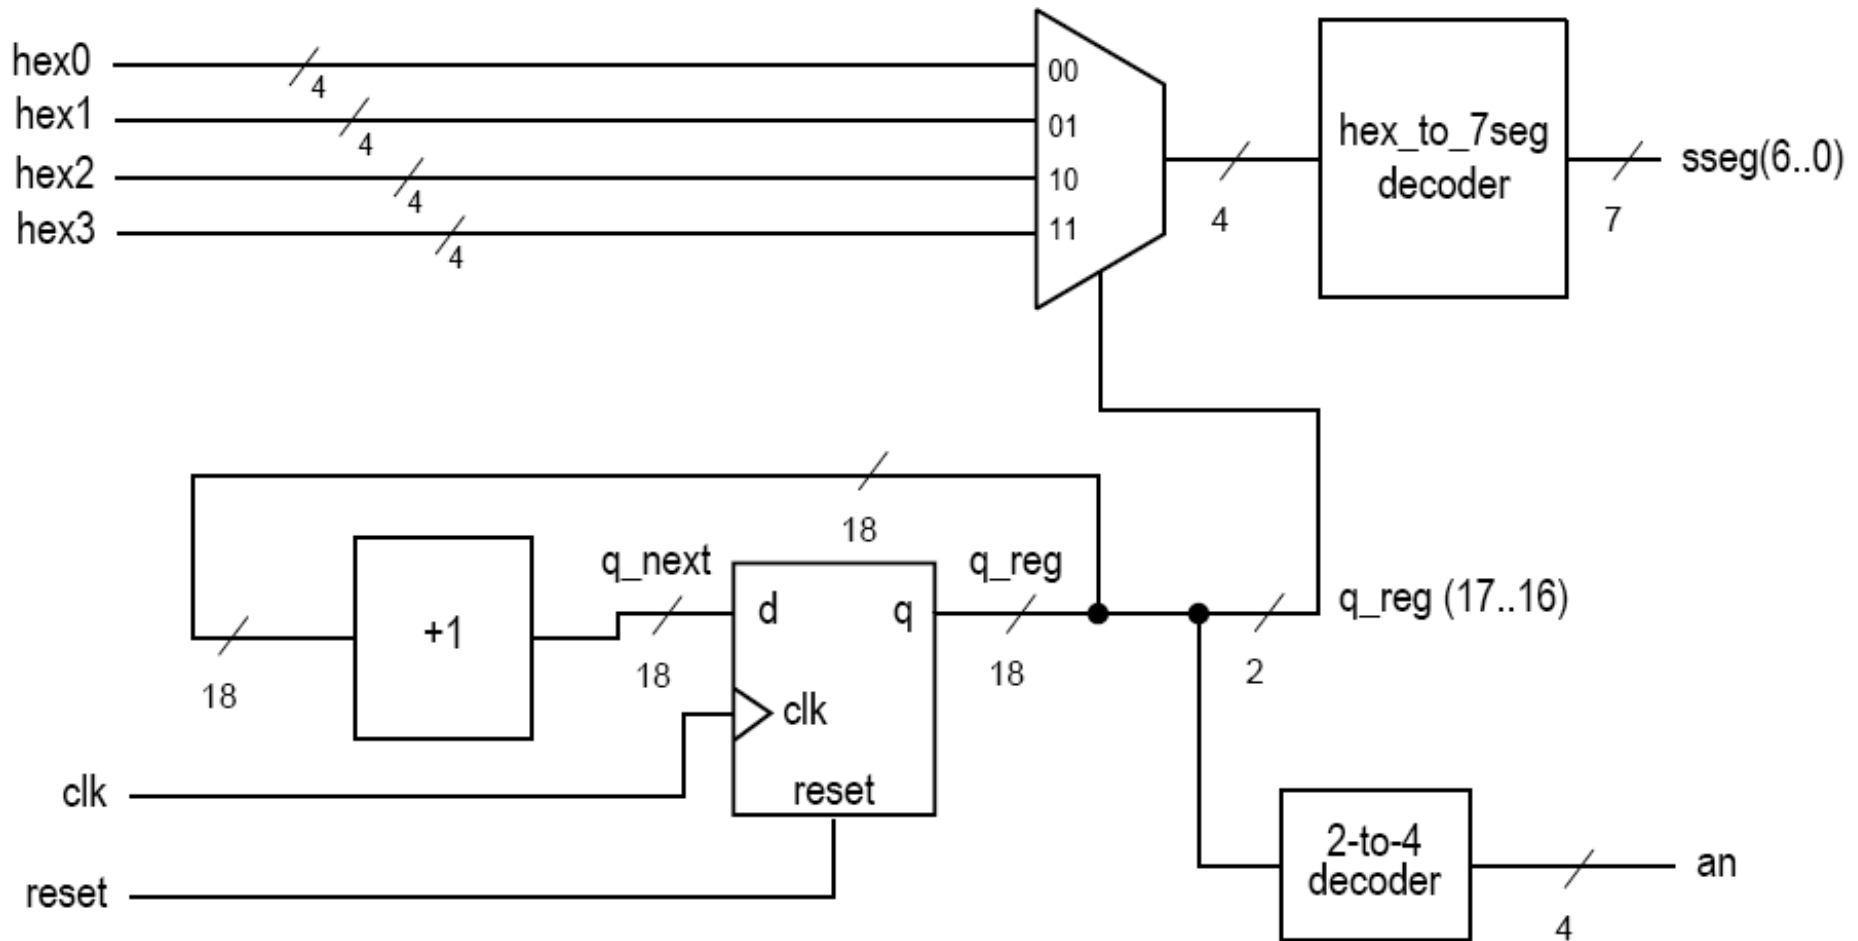 hex0
4
hex1
4
hex2
4
hex3
4
00
01
10
11
4
hex_to_7seg
decoder
7
sseg(6..0)
18
18
+1
q_next
18
d
q
clk
reset
q_reg
18
2
q_reg (17..16)
clk
reset
2-to-4
decoder
4
an